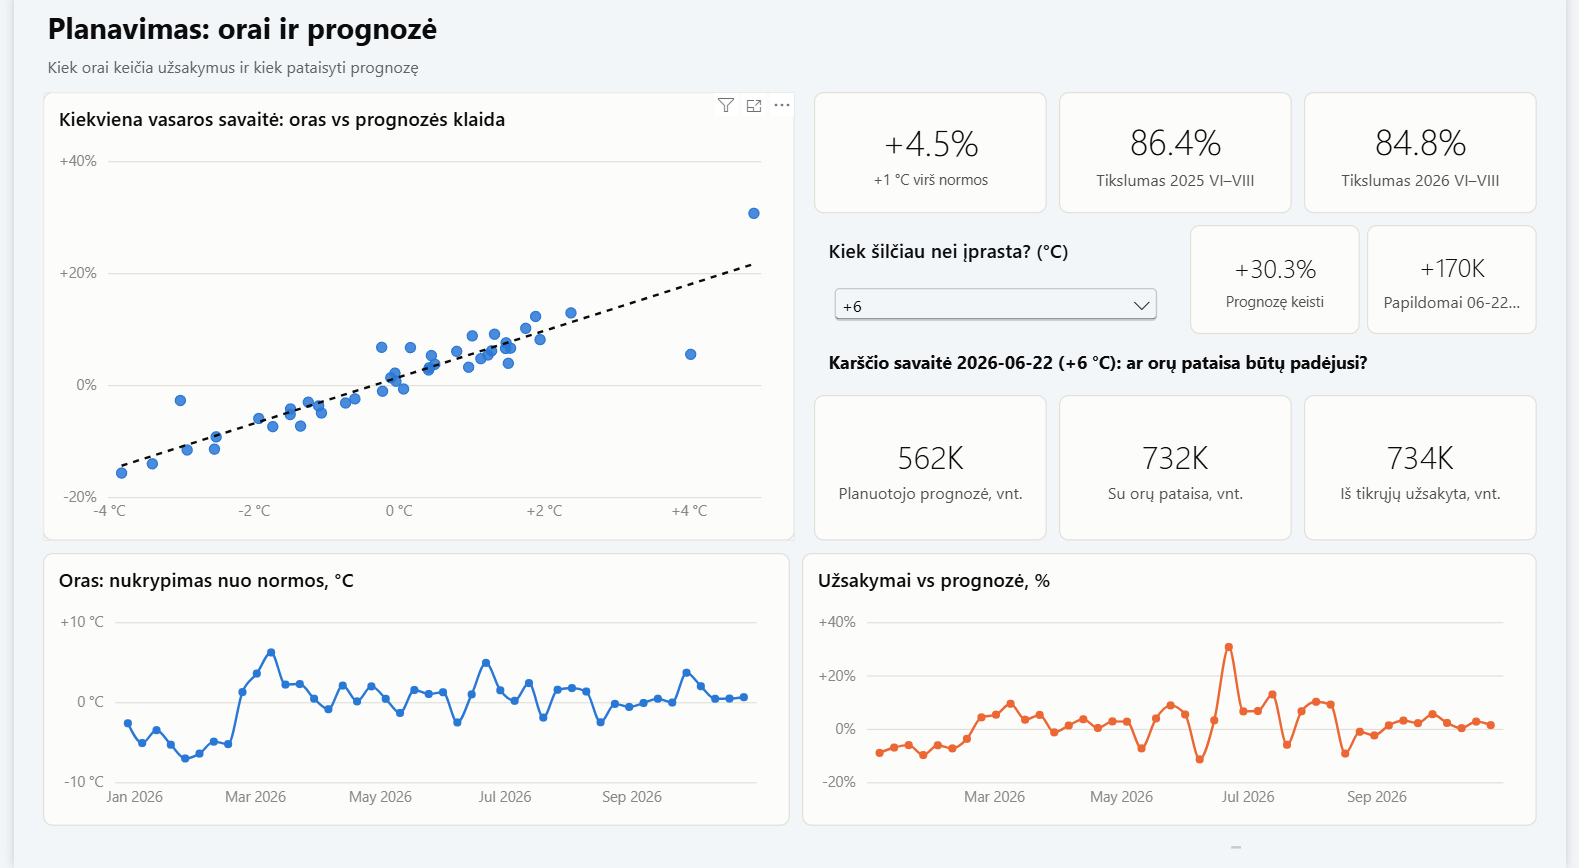 Planavimas: orai ir prognozė
Kiek orai keičia užsakymus ir kiek pataisyti prognozę
Kiekviena vasaros savaitė: oras vs prognozės klaida
+40%
+20%
0%
-20%
-4 °C
-2 °C
0 °C
+2 °C
+4 °C
+4.5%
+1 °C virš normos
86.4%
Tikslumas 2025 VI–VIII
84.8%
Tikslumas 2026 VI–VIII
Kiek šilčiau nei įprasta? (°C)
+6
+30.3%
Prognozę keisti
+170K
Papildomai 06-22...
Karščio savaitė 2026-06-22 (+6 °C): ar orų pataisa būtų padėjusi?
562K
Planuotojo prognozė, vnt.
732K
Su orų pataisa, vnt.
734K
Iš tikrųjų užsakyta, vnt.
Oras: nukrypimas nuo normos, °C
+10 °C
0 °C
-10 °C
Jan 2026
Mar 2026
May 2026
Jul 2026
Sep 2026
Užsakymai vs prognozė, %
+40%
+20%
0%
-20%
Mar 2026
May 2026
Jul 2026
Sep 2026